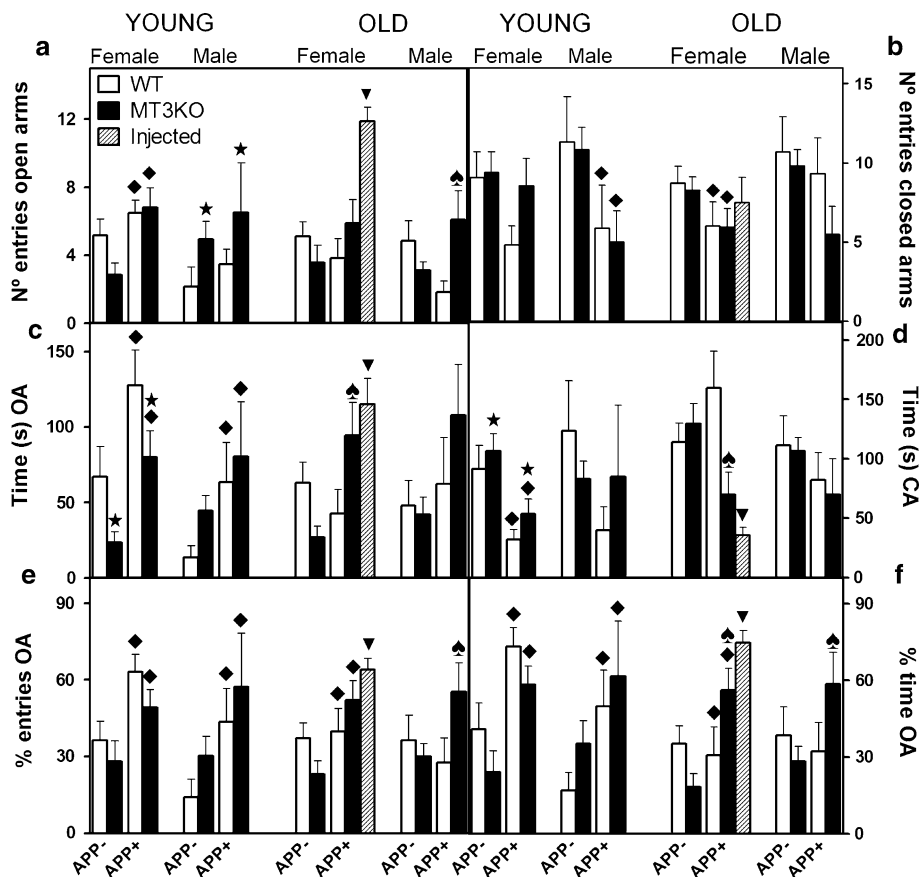 YOUNG OLD YOUNG OLD
a Female Male Female Male Female Male Female Male b
WT
MT3KO
Injected
Nº entries open arms
12
8
4
0
15
10
5
0
Nº entries closed arms
c
Time (s) OA
150
100
50
0
d
200
150
100
50
0
Time (s) CA
e
% entries OA
90
60
30
0
f
90
60
30
0
% time OA
APP- APP+ APP- APP+ APP- APP+ APP- APP+ APP- APP+ APP- APP+ APP- APP+ APP- APP+